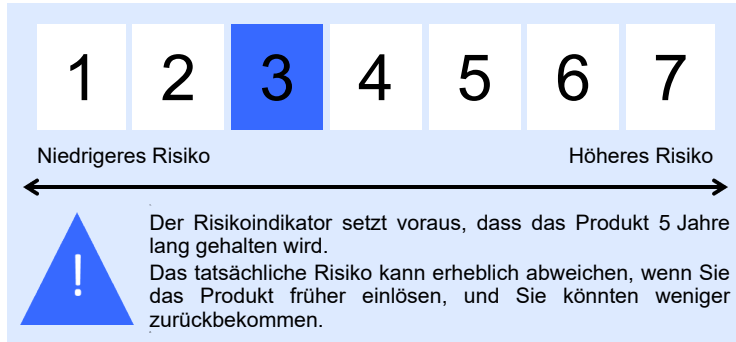 1 2 3 4 5 6 7
Niedrigeres Risiko Höheres Risiko
Der Risikoindikator setzt voraus, dass das Produkt 5 Jahre
lang gehalten wird.
!
Das tatsächliche Risiko kann erheblich abweichen, wenn Sie
das Produkt früher einlösen, und Sie könnten weniger
zurückbekommen.